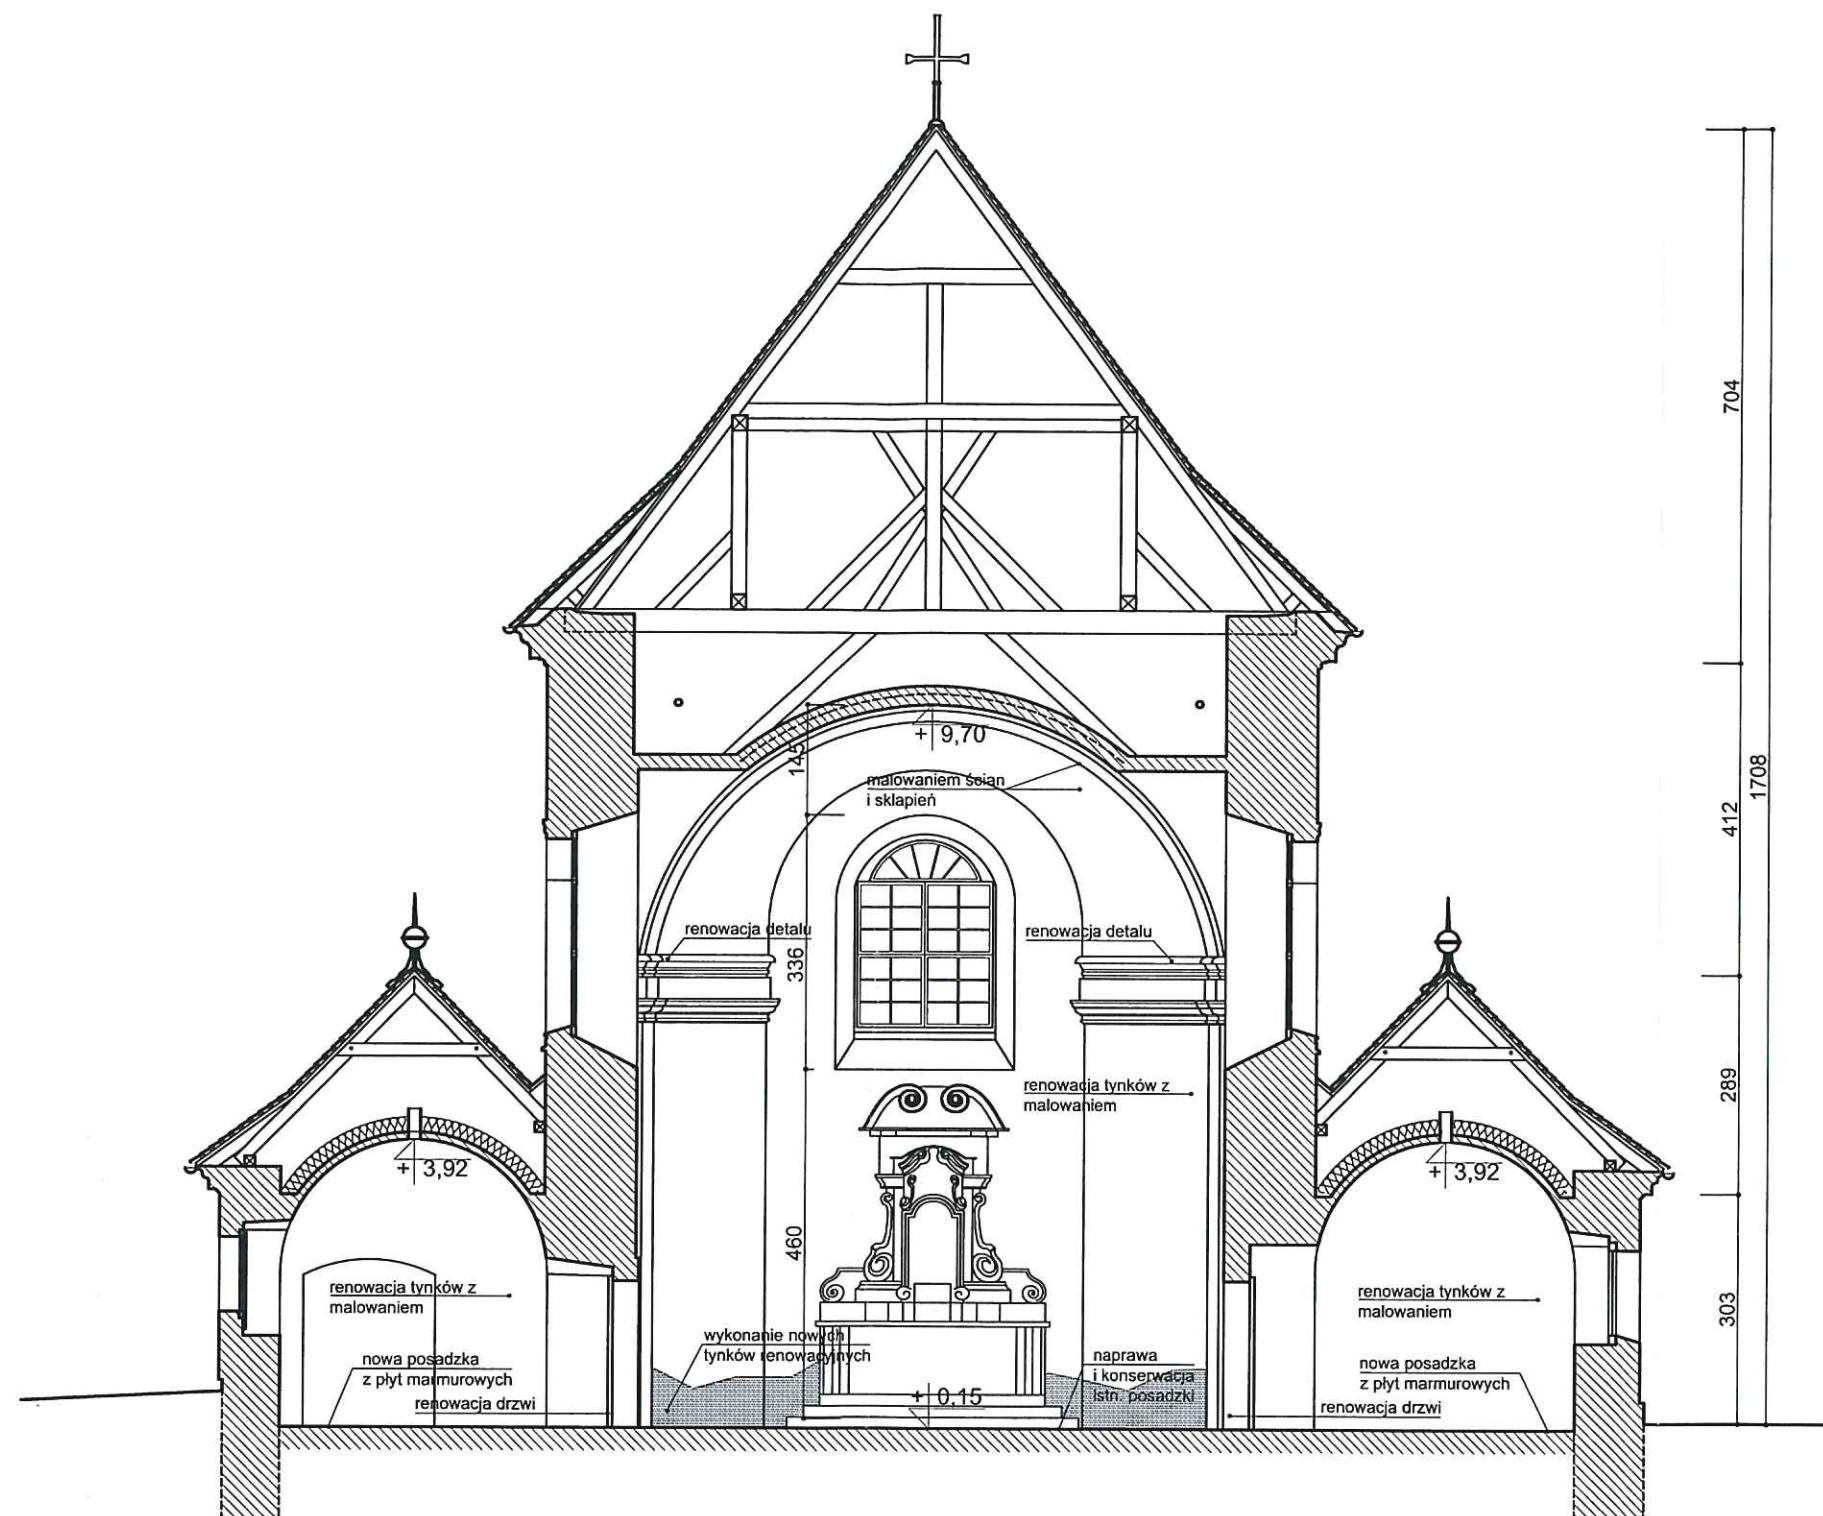 704
+ 9,70
145
malowaniem ścian
i sklapień
1708
412
renowacja detalu
renowacja detalu
336
renowacja tynków z
malowaniem
289
+ 3,92
+ 3,92
460
renowacja tynków z
malowaniem
renowacja tynków z
malowaniem
303
wykonanie nowych
tynków renowacyjnych
naprawa
i konserwacja
istn. posadzki
nowa posadzka
z płyt marmurowych
nowa posadzka
z płyt marmurowych
+ 0,15
renowacja drzwi
renowacja drzwi